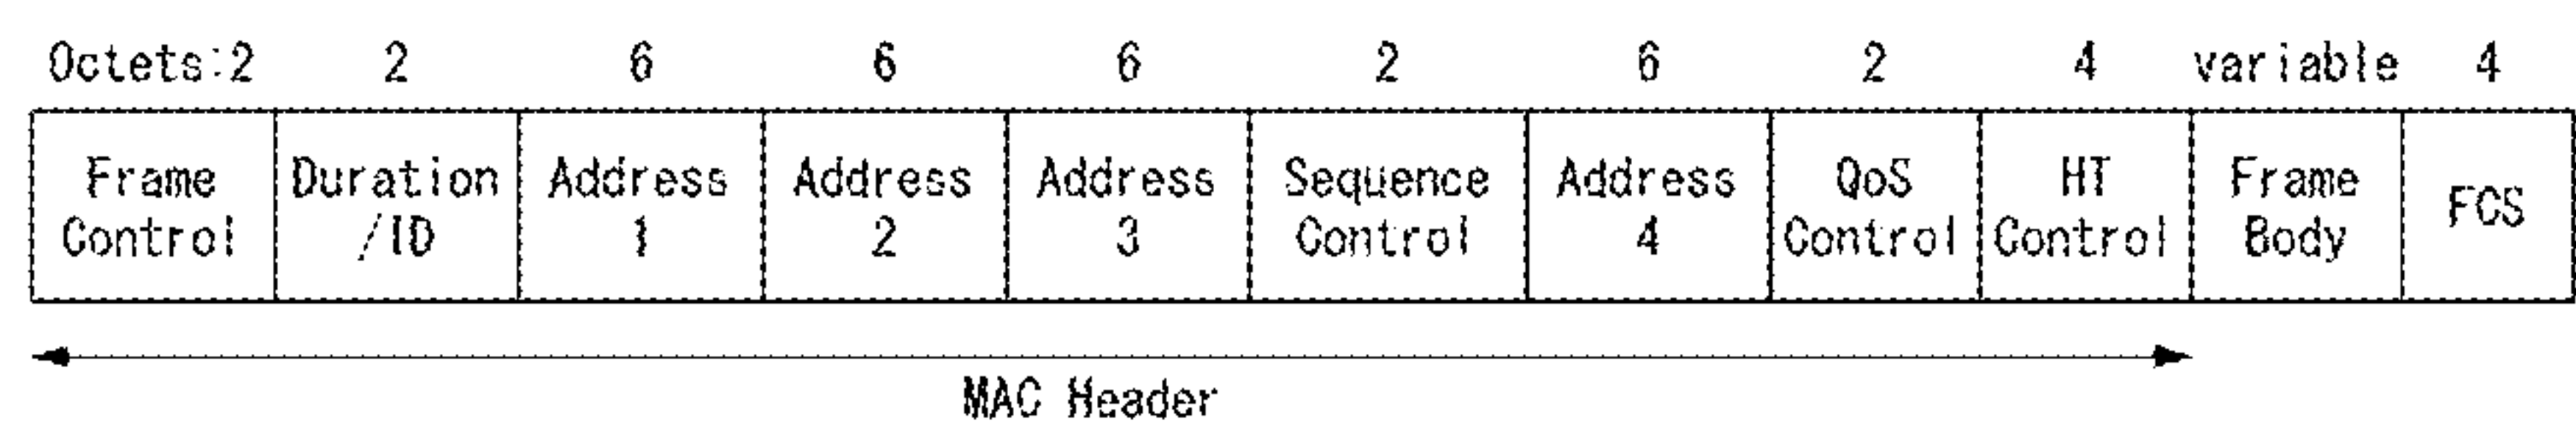 Octets:2 2 6 6 6 2 6 2 4 variable 4
Frame Control Duration /ID Address 1 Address 2 Address 3 Sequence Control Address 4 QoS Control HT Control Frame Body FCS
MAC Header